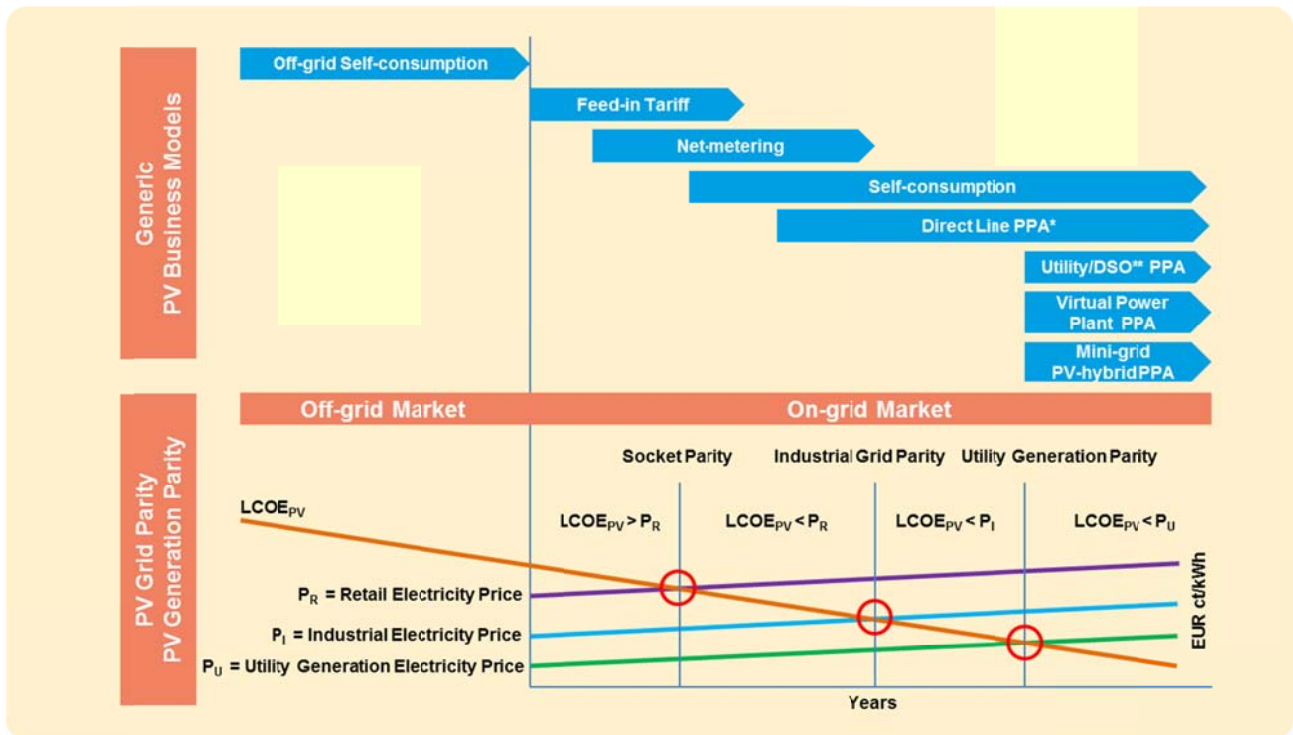 Generic
PV Business Models
Off-grid Self-consumption
Feed-in Tariff
Net-metering
Self-consumption
Direct Line PPA*
Utility/DSO** PPA
Virtual Power
Plant PPA
Mini-grid
PV-hybridPPA
Off-grid Market
On-grid Market
PV Grid Parity
PV Generation Parity
Socket Parity
Industrial Grid Parity
Utility Generation Parity
LCOEPV
LCOEPV > PR
LCOEPV < PR
LCOEPV < PI
LCOEPV < PU
PR = Retail Electricity Price
PI = Industrial Electricity Price
PU = Utility Generation Electricity Price
EUR ct/kWh
Years